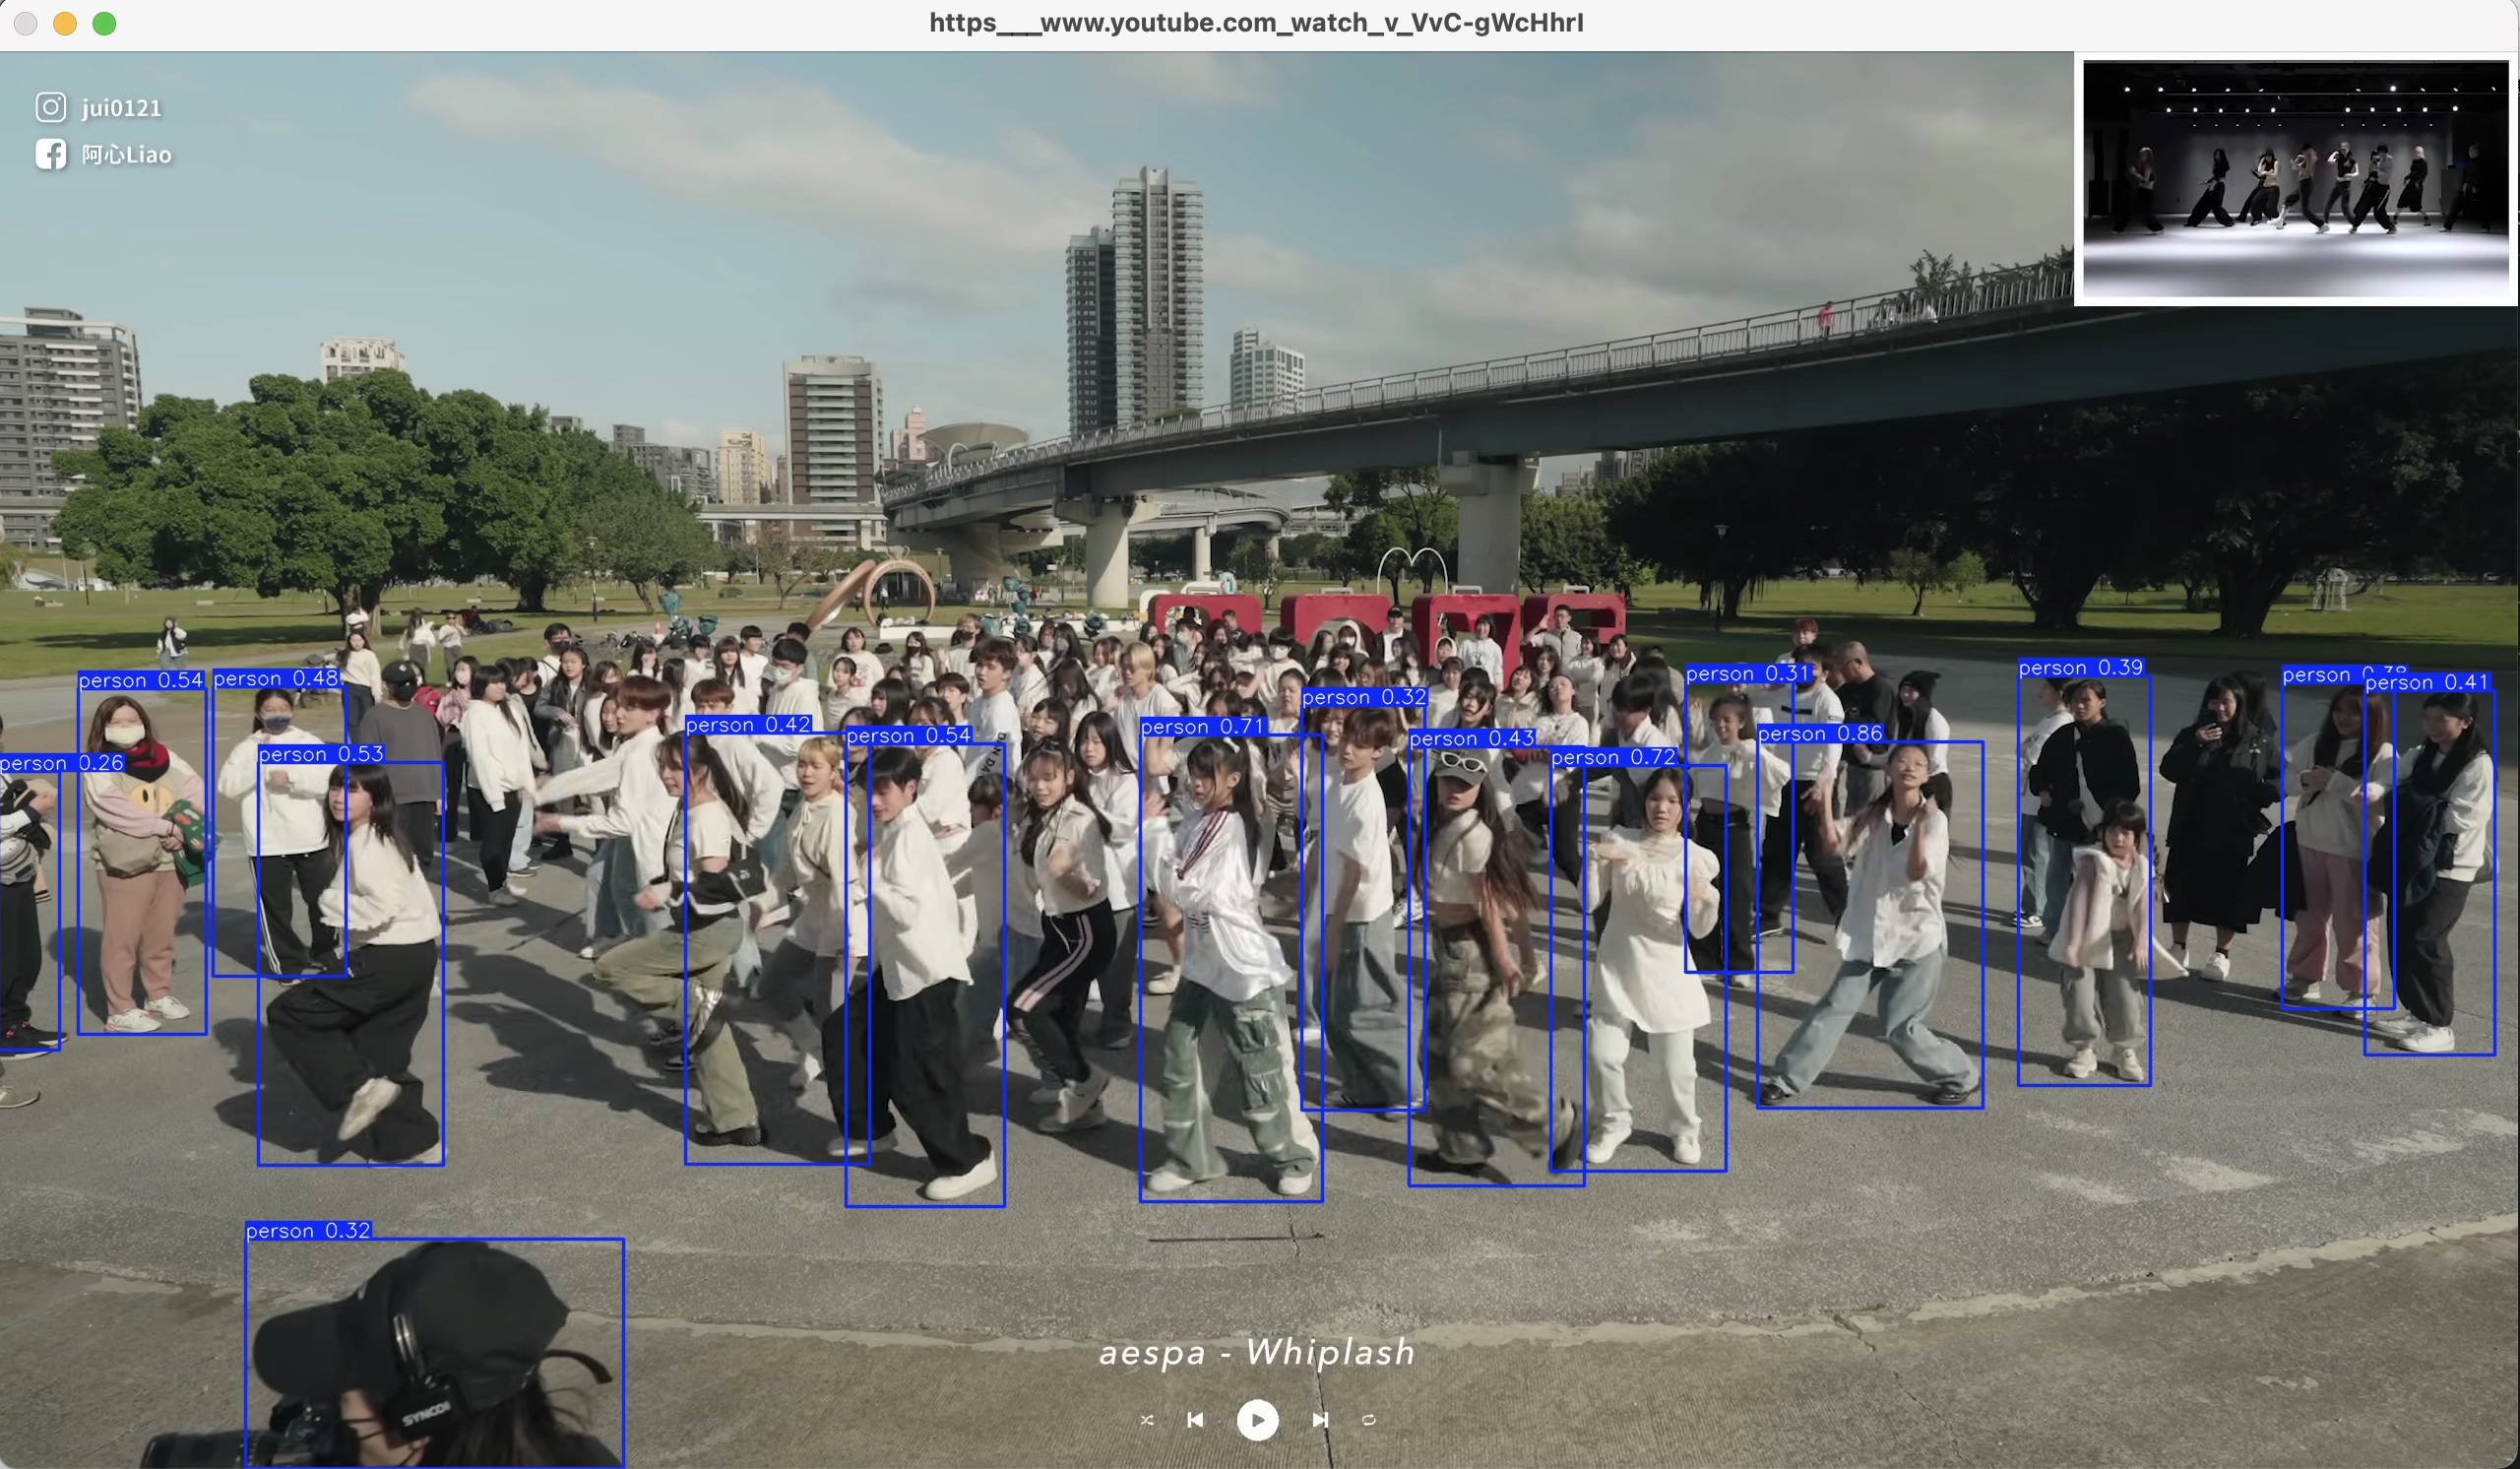 https___www.youtube.com_watch_v_VvC-gWcHhrI
jui0121
阿心Liao
person 0.54
person 0.48
person 0.53
person 0.26
person 0.42
person 0.54
person 0.71
person 0.32
person 0.43
person 0.72
person 0.31
person 0.86
person 0.39
person
person 0.41
person 0.32
SYNCO
aespa - Whiplash